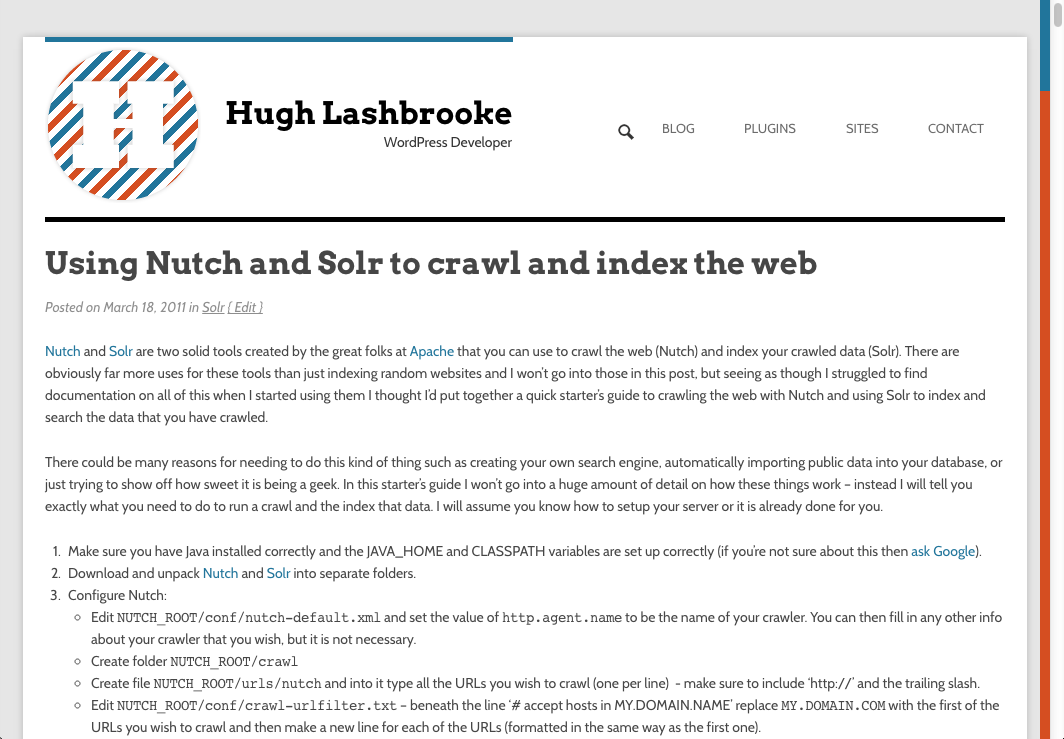 H
Hugh Lashbrooke
WordPress Developer
BLOG PLUGINS SITES CONTACT
Using Nutch and Solr to crawl and index the web
Posted on March 18, 2011 in Solr { Edit }
Nutch and Solr are two solid tools created by the great folks at Apache that you can use to crawl the web (Nutch) and index your crawled data (Solr). There are
obviously far more uses for these tools than just indexing random websites and I won't go into those in this post, but seeing as though I struggled to find
documentation on all of this when I started using them I thought I'd put together a quick starter's guide to crawling the web with Nutch and using Solr to index and
search the data that you have crawled.
There could be many reasons for needing to do this kind of thing such as creating your own search engine, automatically importing public data into your database, or
just trying to show off how sweet it is being a geek. In this starter's guide I won't go into a huge amount of detail on how these things work – instead I will tell you
exactly what you need to do to run a crawl and the index that data. I will assume you know how to setup your server or it is already done for you.
1. Make sure you have Java installed correctly and the JAVA_HOME and CLASSPATH variables are set up correctly (if you're not sure about this then ask Google).
2. Download and unpack Nutch and Solr into separate folders.
3. Configure Nutch:
Edit NUTCH_ROOT/conf/nutch-default.xml and set the value of http.agent.name to be the name of your crawler. You can then fill in any other info
about your crawler that you wish, but it is not necessary.
Create folder NUTCH_ROOT/crawl
Create file NUTCH_ROOT/urls/nutch and into it type all the URLs you wish to crawl (one per line) - make sure to include 'http://' and the trailing slash.
Edit NUTCH_ROOT/conf/crawl-urlfilter.txt – beneath the line '# accept hosts in MY.DOMAIN.NAME' replace MY.DOMAIN.COM with the first of the
URLs you wish to crawl and then make a new line for each of the URLs (formatted in the same way as the first one).